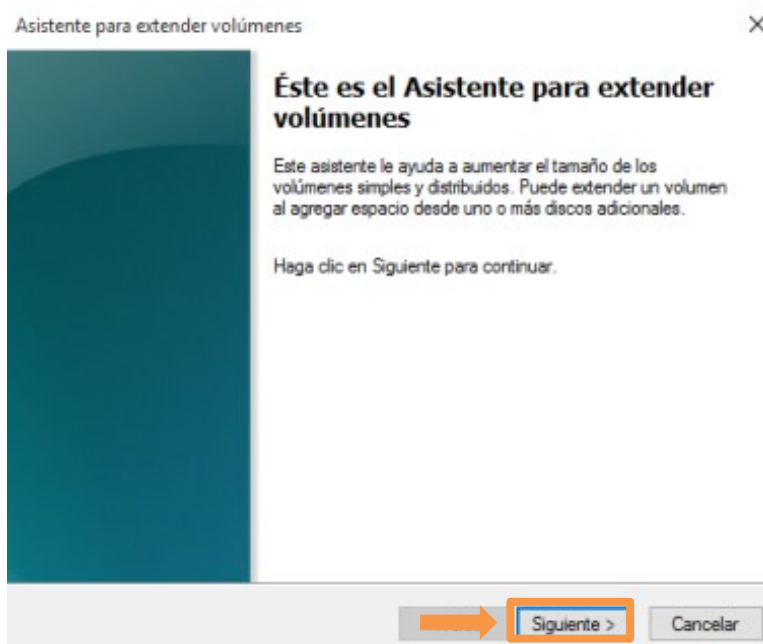 Asistente para extender volúmenes
Éste es el Asistente para extender
volúmenes
Este asistente le ayuda a aumentar el tamaño de los
volúmenes simples y distribuidos. Puede extender un volumen
al agregar espacio desde uno o más discos adicionales.
Haga clic en Siguiente para continuar.
Siguiente >
Cancelar